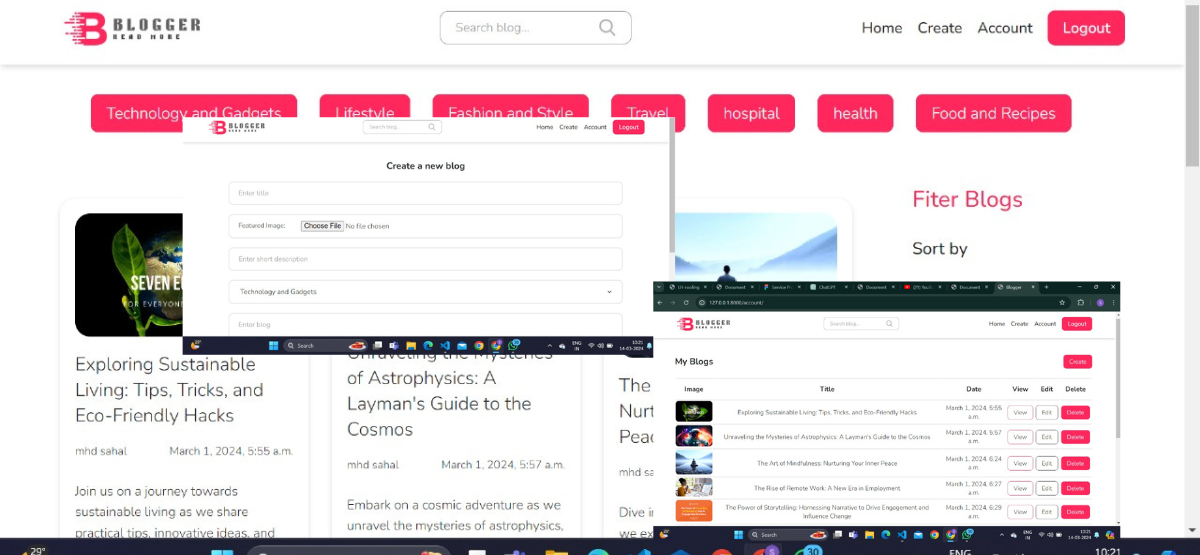 BLOGGER
READ MORE
Search blog...
Home Create Account Logout
Technology and Gadgets Lifestyle Fashion and Style Travel hospital health Food and Recipes
BLOGGER
READ MORE
Search blog...
Home Create Account Logout
Create a new blog
Enter title
Featured Image: Choose File No file chosen
Enter short description
Technology and Gadgets
Enter blog
Search
ENG
IN
10:21
14-03-2024
Fiter Blogs
Sort by
SEVEN
FOR EVERYONE
Exploring Sustainable
Living: Tips, Tricks, and
Eco-Friendly Hacks
mhd sahal March 1, 2024, 5:55 a.m.
Join us on a journey towards
sustainable living as we share
practical tips, innovative ideas, and
Unraveling the Mysteries
of Astrophysics: A
Layman's Guide to the
Cosmos
mhd sahal March 1, 2024, 5:57 a.m.
Embark on a cosmic adventure as we
unravel the mysteries of astrophysics,
The
Nurt
Peac
mhd sa
Dive i
we ex
Document Document ChatGPT Document Document Blogger
127.0.0.1:8000/account/
BLOGGER
READ MORE
Search blog...
Home Create Account Logout
My Blogs Create
Image Title Date View Edit Delete
Exploring Sustainable Living: Tips, Tricks, and Eco-Friendly Hacks March 1, 2024, 5:55 a.m. View Edit Delete
Unraveling the Mysteries of Astrophysics: A Layman's Guide to the Cosmos March 1, 2024, 5:57 a.m. View Edit Delete
The Art of Mindfulness: Nurturing Your Inner Peace March 1, 2024, 6:24 a.m. View Edit Delete
The Rise of Remote Work: A New Era in Employment March 1, 2024, 6:27 a.m. View Edit Delete
The Power of Storytelling: Harnessing Narrative to Drive Engagement and Influence Change March 1, 2024, 6:29 a.m. View Edit Delete
Search
ENG
IN
10:21
14-03-2024
29°
30
ENG
10:21